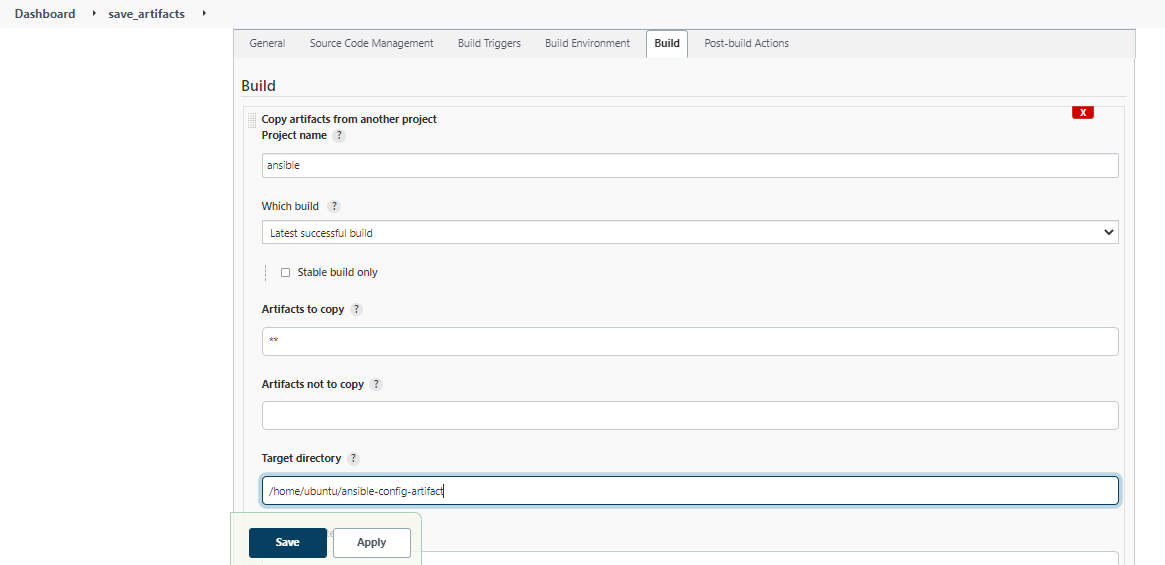 Dashboard save_artifacts
General Source Code Management Build Triggers Build Environment Build Post-build Actions
Build
X
Copy artifacts from another project
Project name ?
ansible
Which build ?
Latest successful build
Stable build only
Artifacts to copy ?
**
Artifacts not to copy ?
Target directory ?
/home/ubuntu/ansible-config-artifact
Save Apply